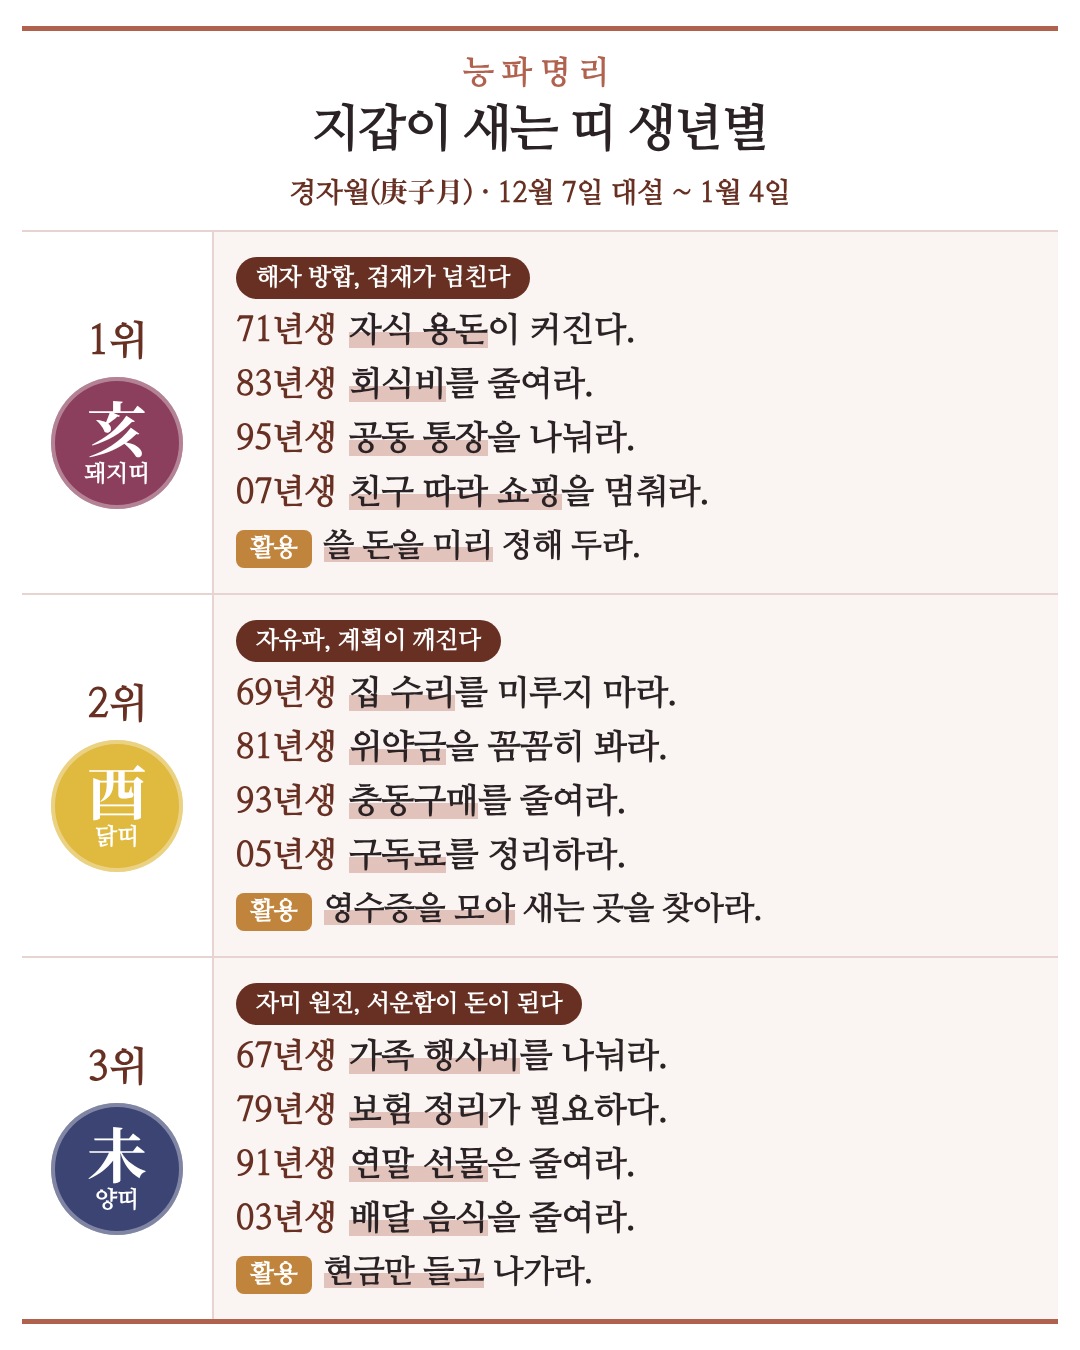 능파명리
지갑이 새는 띠 생년별
경자월(庚子月) · 12월 7일 대설 ~ 1월 4일
1위
亥
돼지띠
해자 방합, 겁재가 넘친다
71년생 자식 용돈이 커진다.
83년생 회식비를 줄여라.
95년생 공동 통장을 나눠라.
07년생 친구 따라 쇼핑을 멈춰라.
활용 쓸 돈을 미리 정해 두라.
2위
酉
닭띠
자유파, 계획이 깨진다
69년생 집 수리를 미루지 마라.
81년생 위약금을 꼼꼼히 봐라.
93년생 충동구매를 줄여라.
05년생 구독료를 정리하라.
활용 영수증을 모아 새는 곳을 찾아라.
3위
未
양띠
자미 원진, 서운함이 돈이 된다
67년생 가족 행사비를 나눠라.
79년생 보험 정리가 필요하다.
91년생 연말 선물은 줄여라.
03년생 배달 음식을 줄여라.
활용 현금만 들고 나가라.